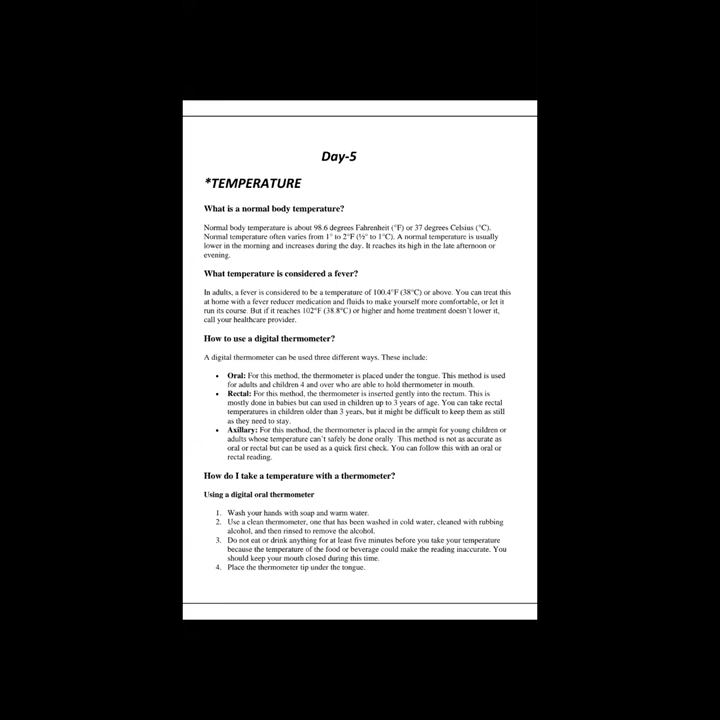 Day-5
*TEMPERATURE
What is a normal body temperature?
Normal body temperature is about 98.6 degrees Fahrenheit (°F) or 37 degrees Celsius (°C).
Normal temperature often varies from 1° to 2°F (½° to 1°C). A normal temperature is usually
lower in the morning and increases during the day. It reaches its high in the late afternoon or
evening.
What temperature is considered a fever?
In adults, a fever is considered to be a temperature of 100.4°F (38°C) or above. You can treat this
at home with a fever reducer medication and fluids to make yourself more comfortable, or let it
run its course. But if it reaches 102°F (38.8°C) or higher and home treatment doesn't lower it,
call your healthcare provider.
How to use a digital thermometer?
A digital thermometer can be used three different ways. These include:
• Oral: For this method, the thermometer is placed under the tongue. This method is used
for adults and children 4 and over who are able to hold thermometer in mouth.
• Rectal: For this method, the thermometer is inserted gently into the rectum. This is
mostly done in babies but can used in children up to 3 years of age. You can take rectal
temperatures in children older than 3 years, but it might be difficult to keep them as still
as they need to stay.
• Axillary: For this method, the thermometer is placed in the armpit for young children or
adults whose temperature can't safely be done orally. This method is not as accurate as
oral or rectal but can be used as a quick first check. You can follow this with an oral or
rectal reading.
How do I take a temperature with a thermometer?
Using a digital oral thermometer
1. Wash your hands with soap and warm water.
2. Use a clean thermometer, one that has been washed in cold water, cleaned with rubbing
alcohol, and then rinsed to remove the alcohol.
3. Do not eat or drink anything for at least five minutes before you take your temperature
because the temperature of the food or beverage could make the reading inaccurate. You
should keep your mouth closed during this time.
4. Place the thermometer tip under the tongue.